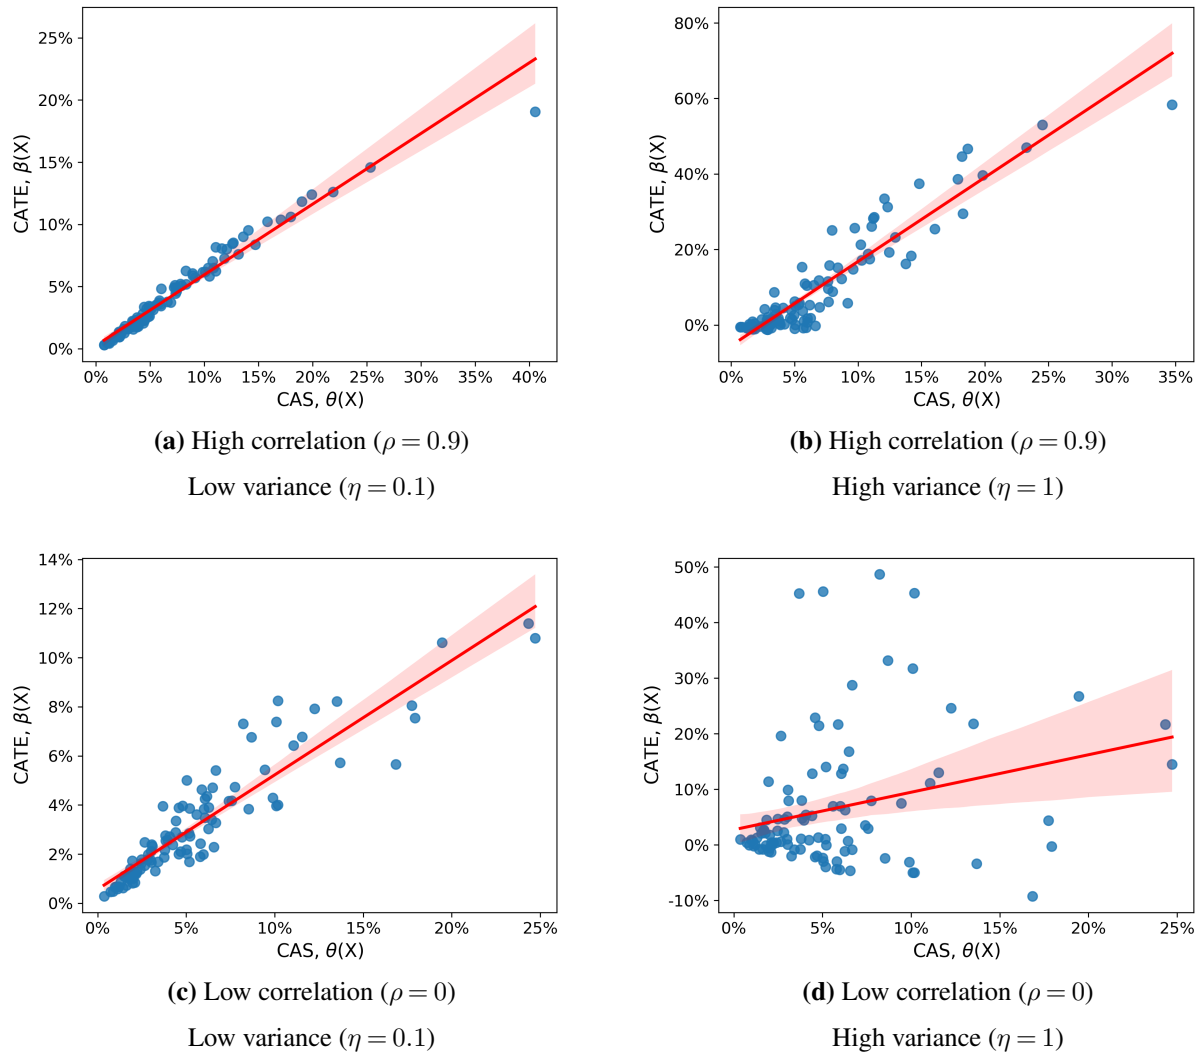 25%
20%
15%
10%
5%
0%
CATE, β(X)
0% 5% 10% 15% 20% 25% 30% 35% 40%
CAS, θ(X)
(a) High correlation (ρ = 0.9)
Low variance (η = 0.1)
80%
60%
40%
20%
0%
CATE, β(X)
0% 5% 10% 15% 20% 25% 30% 35%
CAS, θ(X)
(b) High correlation (ρ = 0.9)
High variance (η = 1)
14%
12%
10%
8%
6%
4%
2%
0%
CATE, β(X)
0% 5% 10% 15% 20% 25%
CAS, θ(X)
(c) Low correlation (ρ = 0)
Low variance (η = 0.1)
50%
40%
30%
20%
10%
0%
-10%
CATE, β(X)
0% 5% 10% 15% 20% 25%
CAS, θ(X)
(d) Low correlation (ρ = 0)
High variance (η = 1)